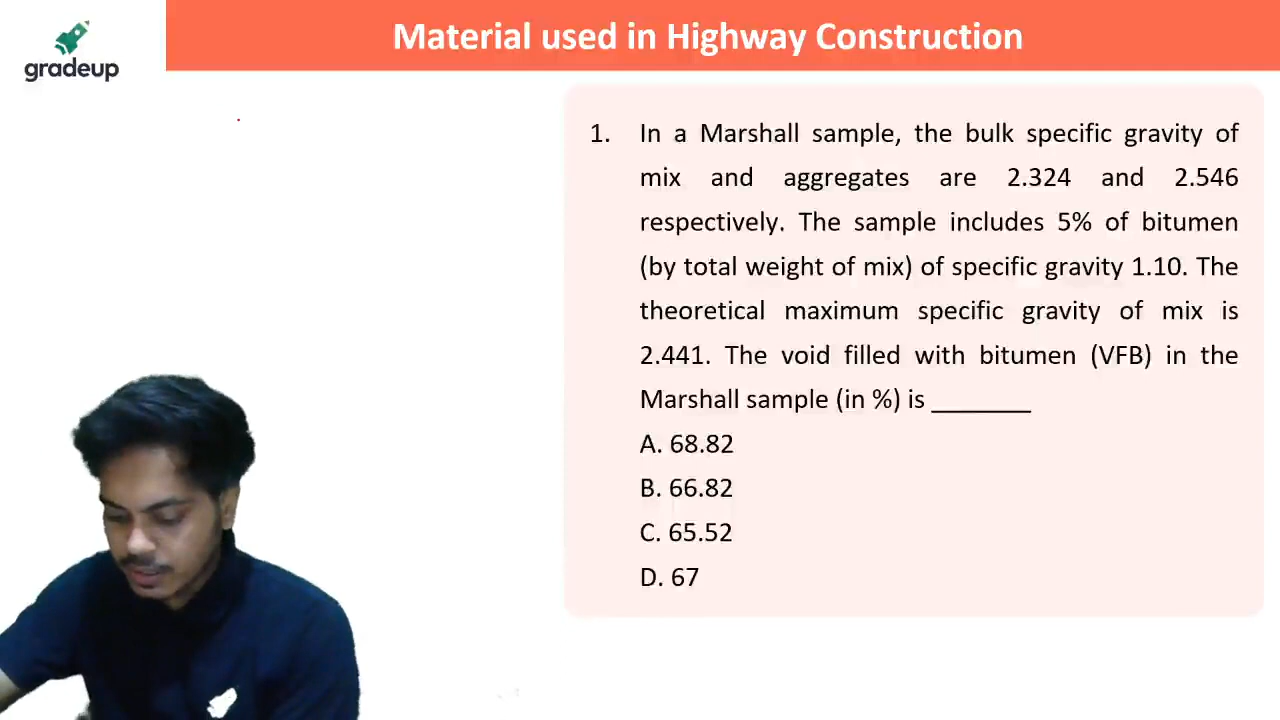 Material used in Highway Construction
gradeup
1. In a Marshall sample, the bulk specific gravity of
mix and aggregates are 2.324 and 2.546
respectively. The sample includes 5% of bitumen
(by total weight of mix) of specific gravity 1.10. The
theoretical maximum specific gravity of mix is
2.441. The void filled with bitumen (VFB) in the
Marshall sample (in %) is _______
A. 68.82
B. 66.82
C. 65.52
D. 67